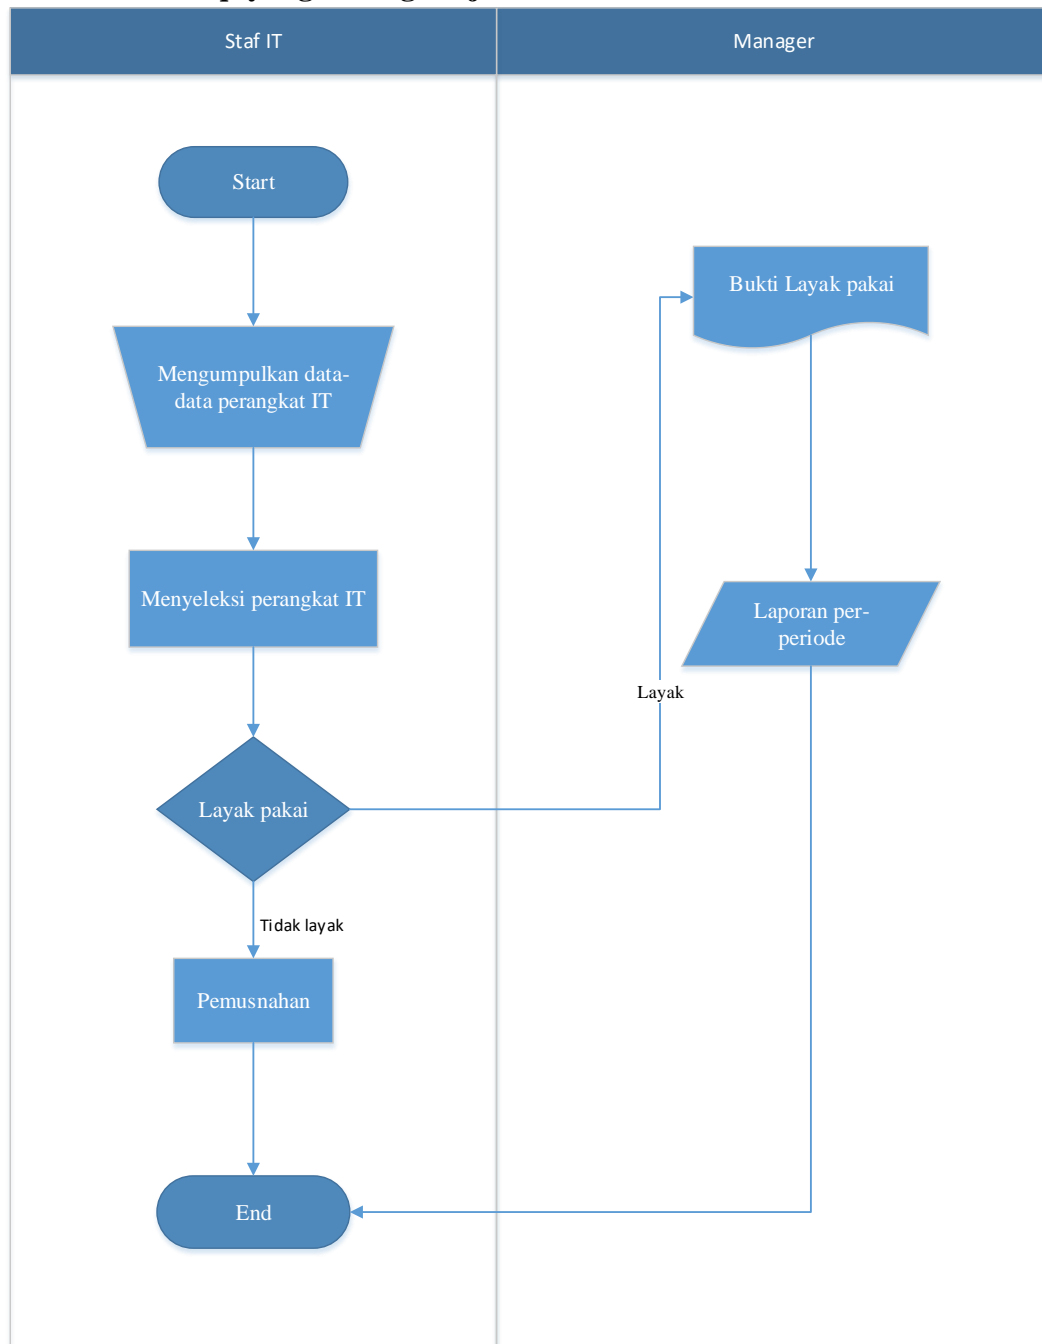 Staf IT
Manager
Start
Bukti Layak pakai
Mengumpulkan data-
data perangkat IT
Menyeleksi perangkat IT
Laporan per-
periode
Layak
Layak pakai
Tidak layak
Pemusnahan
End